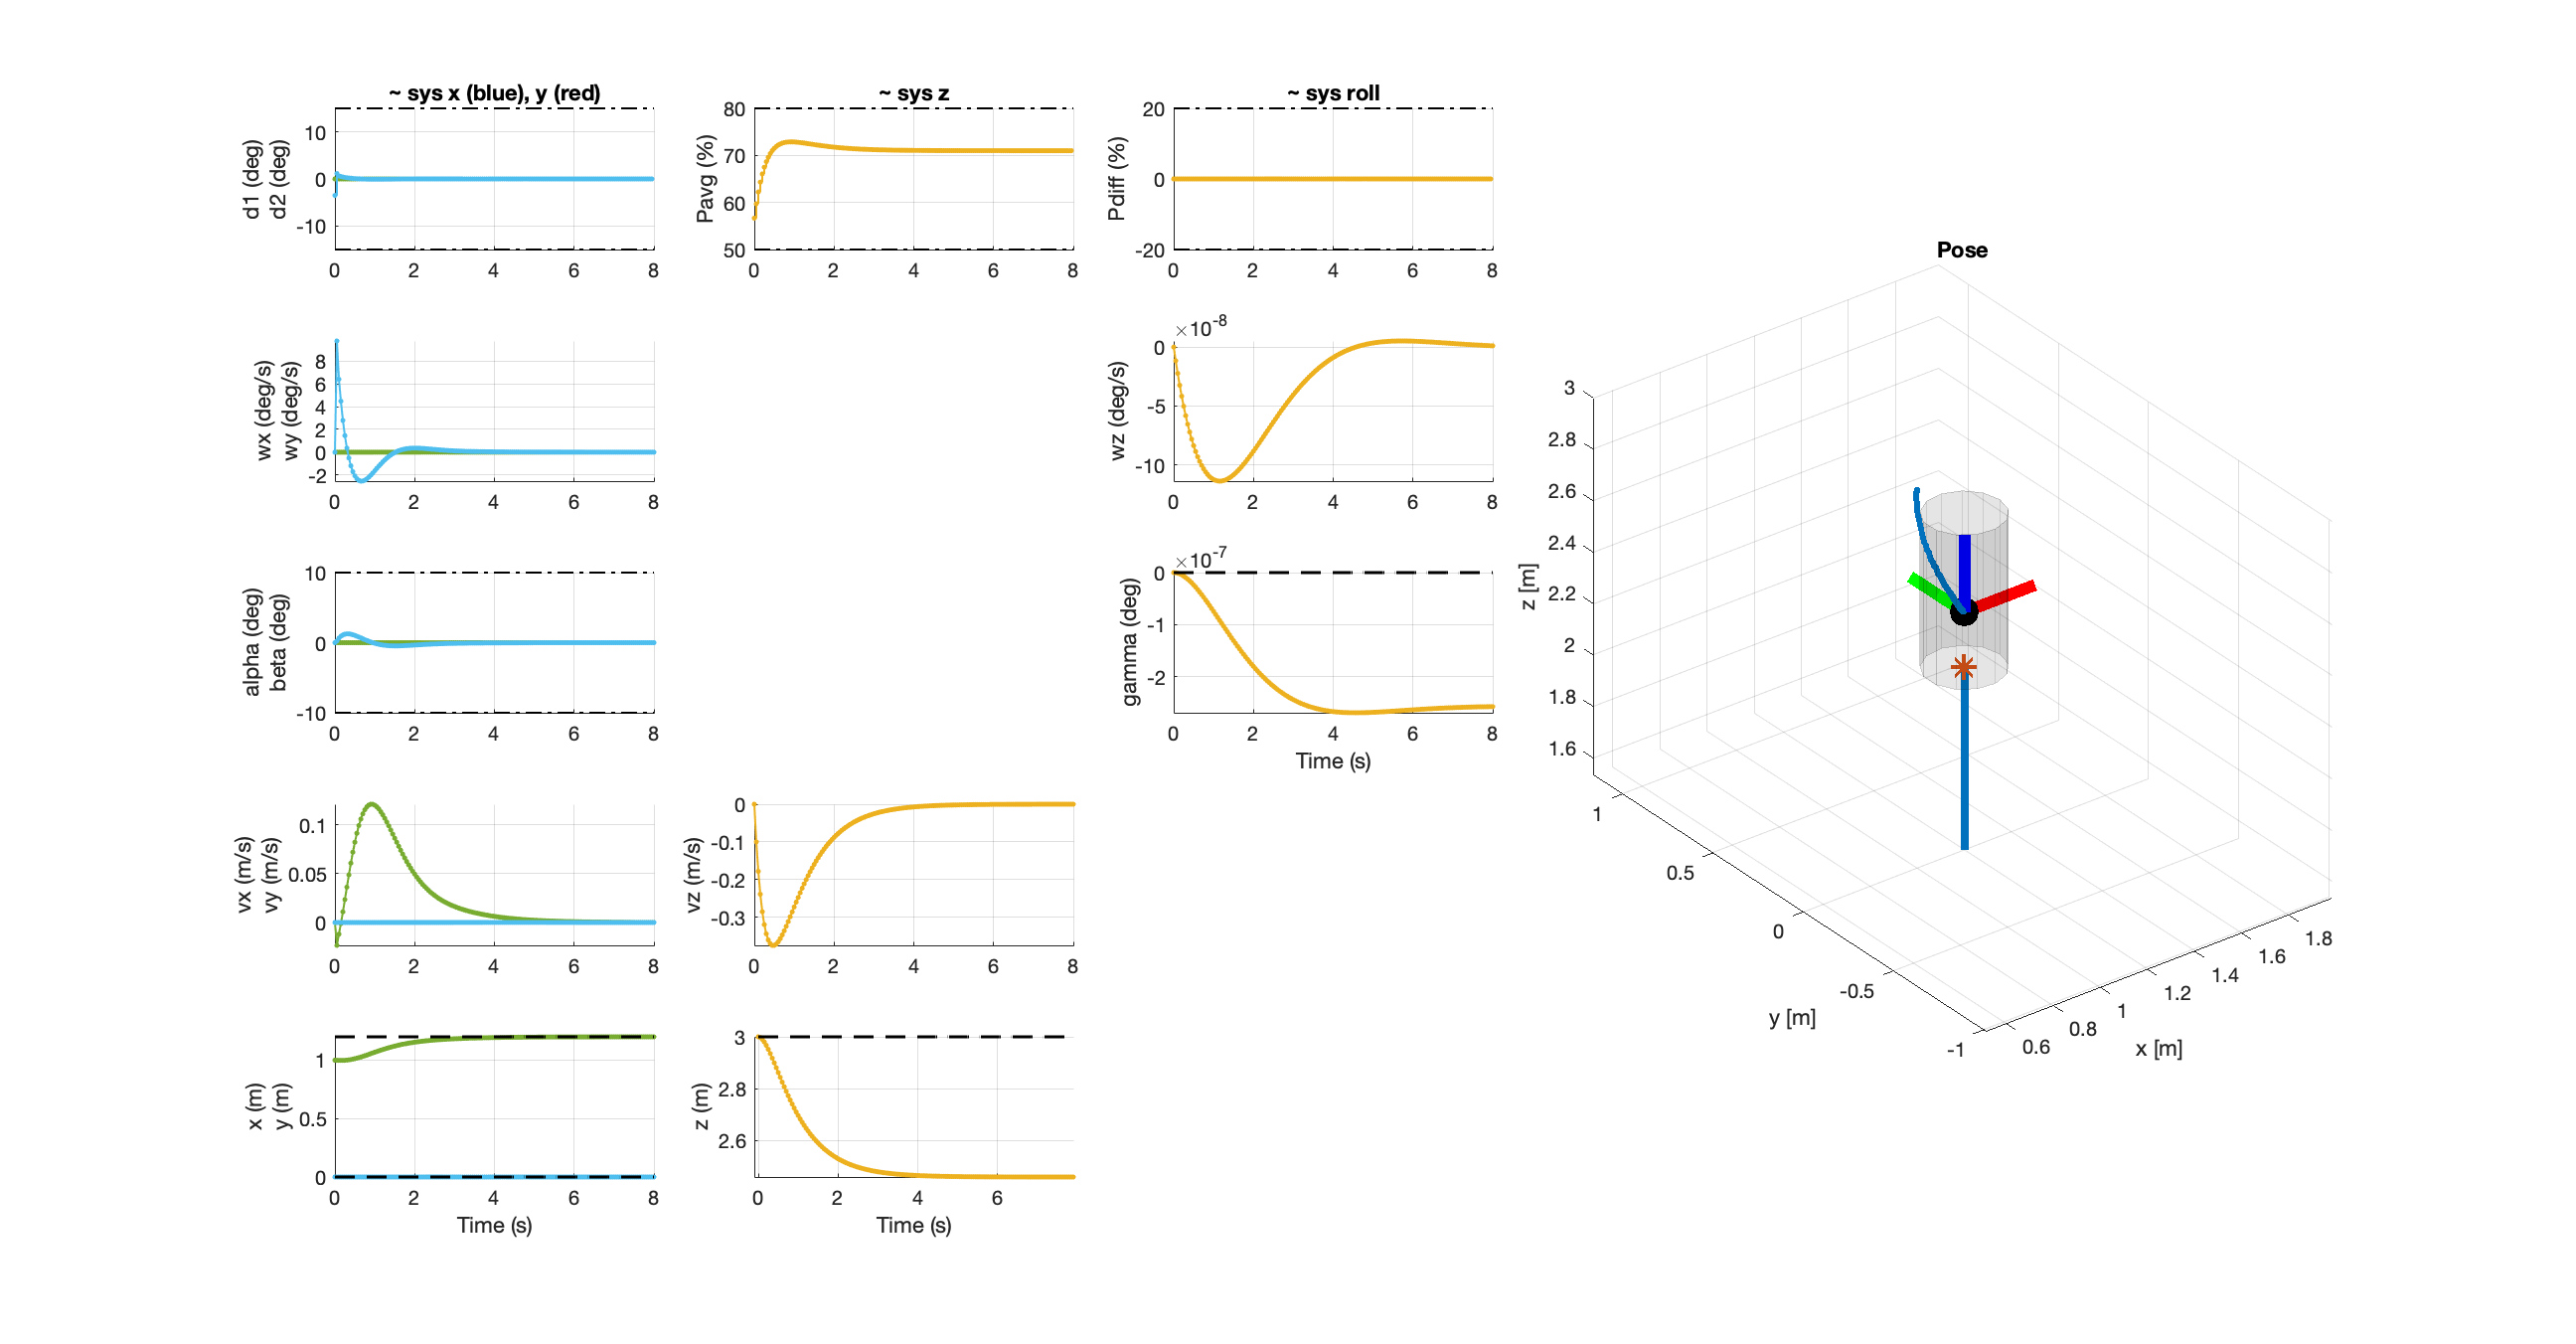 ~ sys x (blue), y (red)
d1 (deg)
d2 (deg)
10
0
-10
0 2 4 6 8
~ sys z
Pavg (%)
80
70
60
50
0 2 4 6 8
~ sys roll
Pdiff (%)
20
0
-20
0 2 4 6 8
wx (deg/s)
wy (deg/s)
8
6
4
2
0
-2
0 2 4 6 8
×10-8
wz (deg/s)
0
-5
-10
0 2 4 6 8
alpha (deg)
beta (deg)
10
0
-10
0 2 4 6 8
×10-7
gamma (deg)
0
-1
-2
0 2 4 6 8
Time (s)
vx (m/s)
vy (m/s)
0.1
0.05
0
0 2 4 6 8
vz (m/s)
0
-0.1
-0.2
-0.3
0 2 4 6 8
x (m)
y (m)
1
0.5
0
0 2 4 6 8
Time (s)
z (m)
3
2.8
2.6
0 2 4 6
Time (s)
Pose
z [m]
3
2.8
2.6
2.4
2.2
2
1.8
1.6
1
0.5
0
-0.5
-1
y [m]
0.6
0.8
1
1.2
1.4
1.6
1.8
x [m]